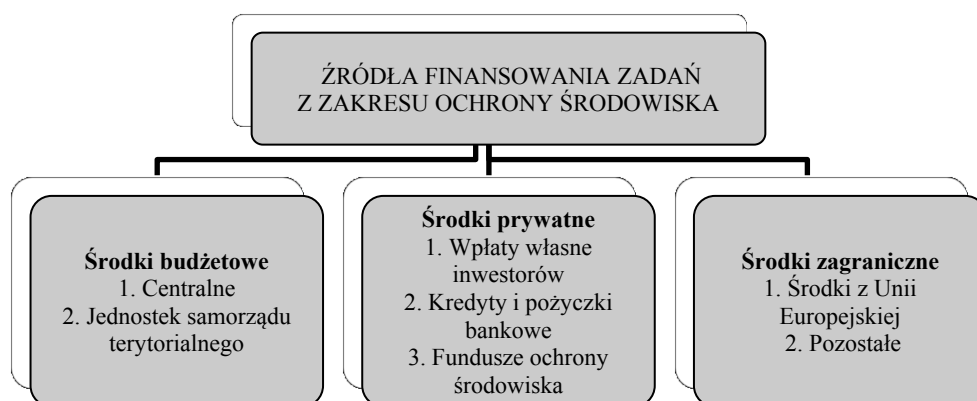 ŹRÓDŁA FINANSOWANIA ZADAŃ
Z ZAKRESU OCHRONY ŚRODOWISKA
Środki budżetowe
1. Centralne
2. Jednostek samorządu
terytorialnego
Środki prywatne
1. Wpłaty własne
inwestorów
2. Kredyty i pożyczki
bankowe
3. Fundusze ochrony
środowiska
Środki zagraniczne
1. Środki z Unii
Europejskiej
2. Pozostałe